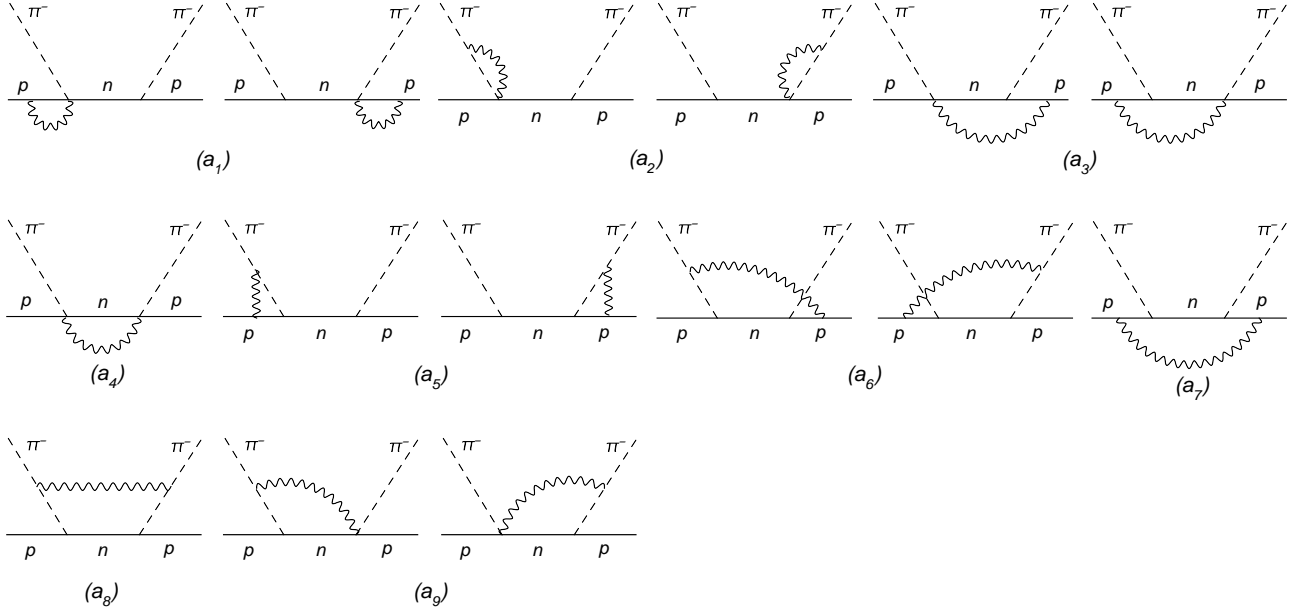 π⁻ π⁻ π⁻ π⁻ π⁻ π⁻ π⁻ π⁻ π⁻ π⁻ π⁻ π⁻
p n p p n p p n p p n p
p n p p n p
(a₁) (a₂) (a₃)
π⁻ π⁻ π⁻ π⁻ π⁻ π⁻ π⁻ π⁻ π⁻ π⁻ π⁻ π⁻
p n p p n p
p n p p n p p n p p n p
(a₄) (a₅) (a₆) (a₇)
π⁻ π⁻ π⁻ π⁻ π⁻ π⁻
p n p p n p p n p
(a₈) (a₉)